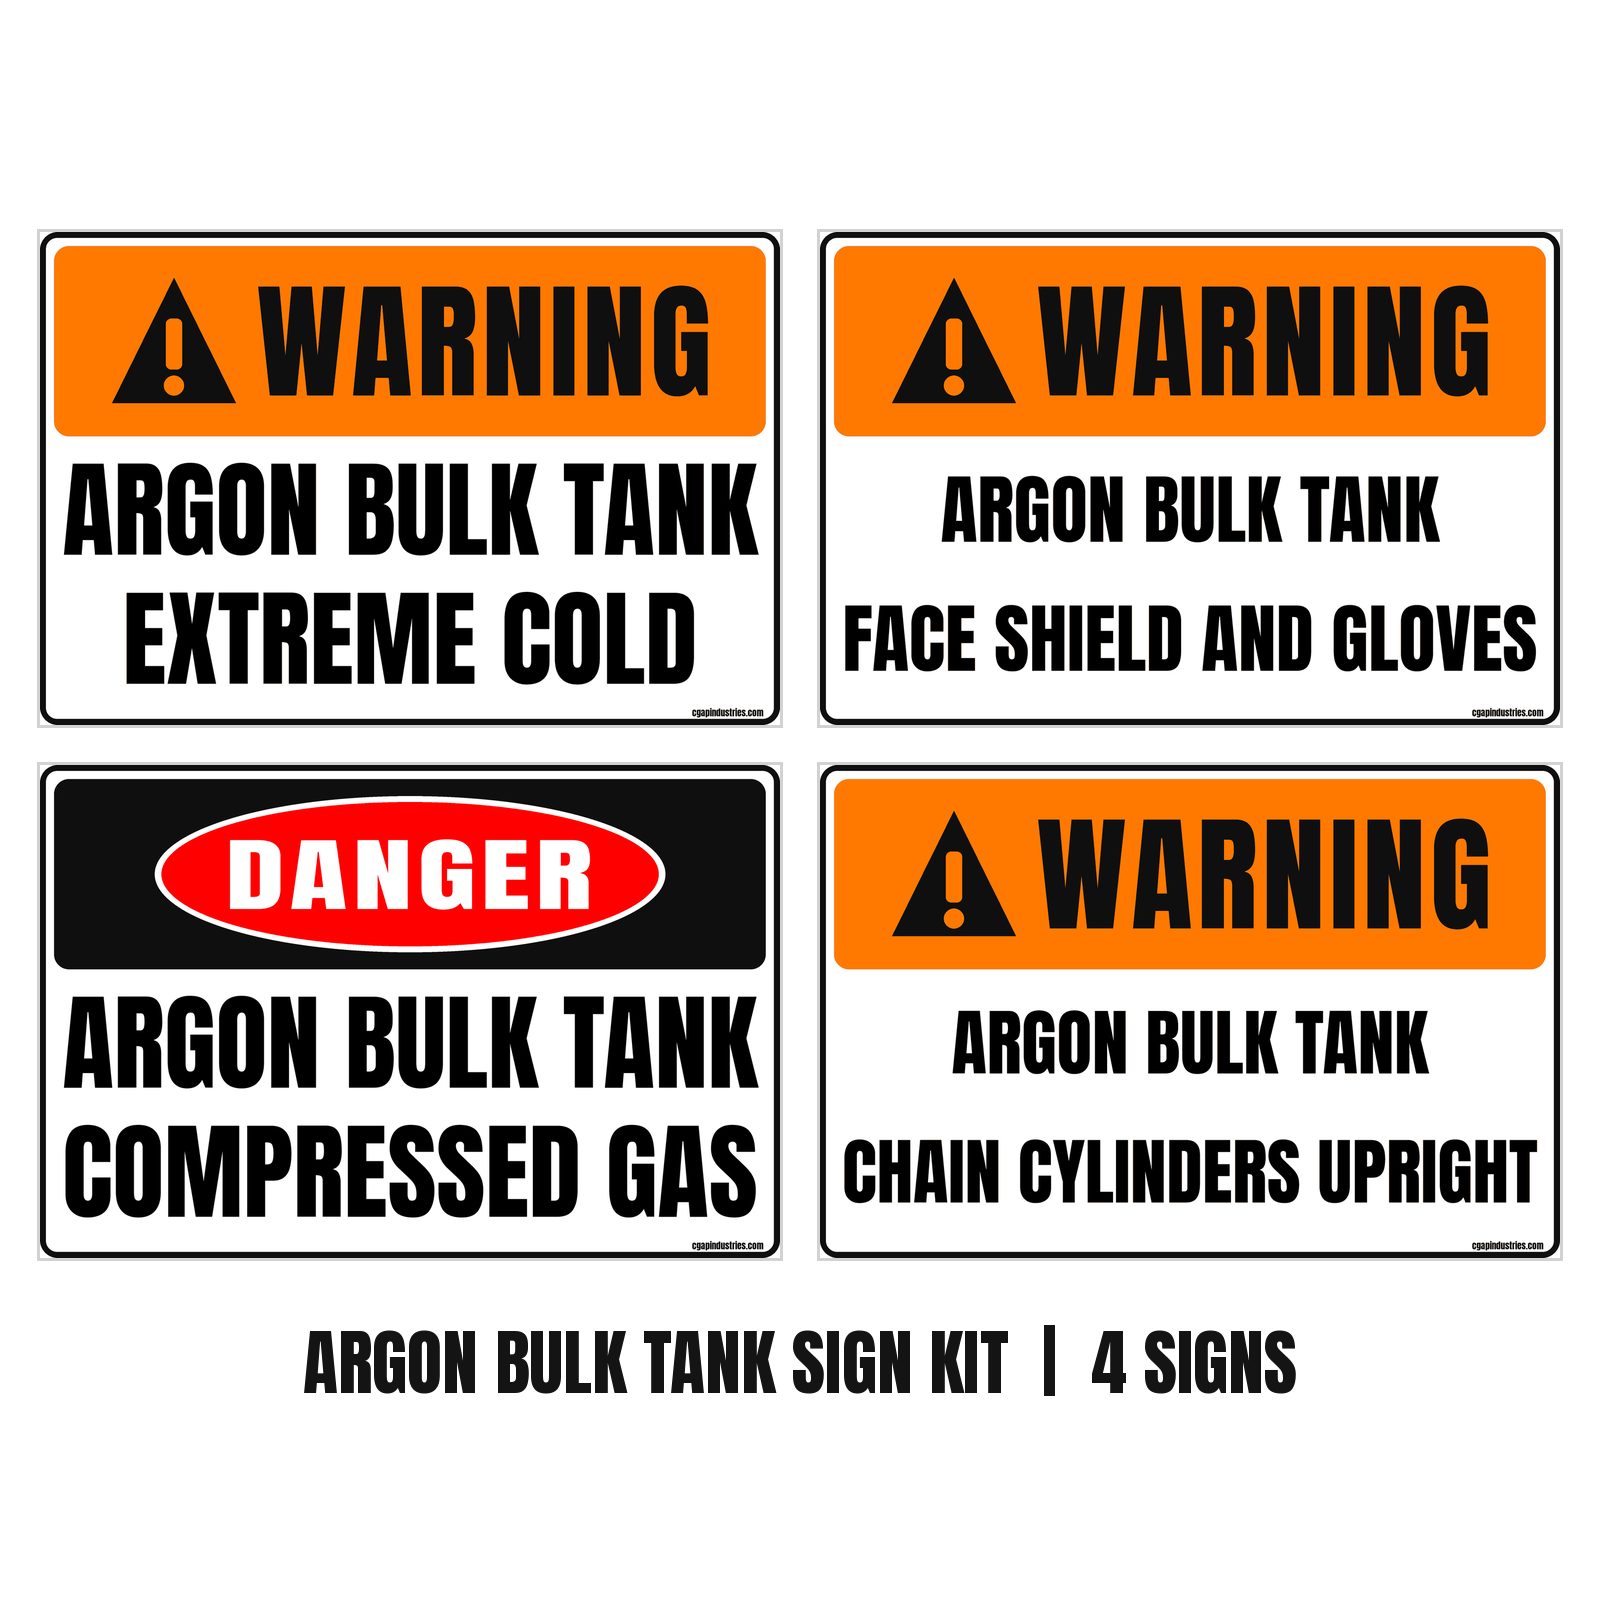 WARNING
ARGON BULK TANK
EXTREME COLD
cgapindustries.com
WARNING
ARGON BULK TANK
FACE SHIELD AND GLOVES
cgapindustries.com
DANGER
ARGON BULK TANK
COMPRESSED GAS
cgapindustries.com
WARNING
ARGON BULK TANK
CHAIN CYLINDERS UPRIGHT
cgapindustries.com
ARGON BULK TANK SIGN KIT | 4 SIGNS